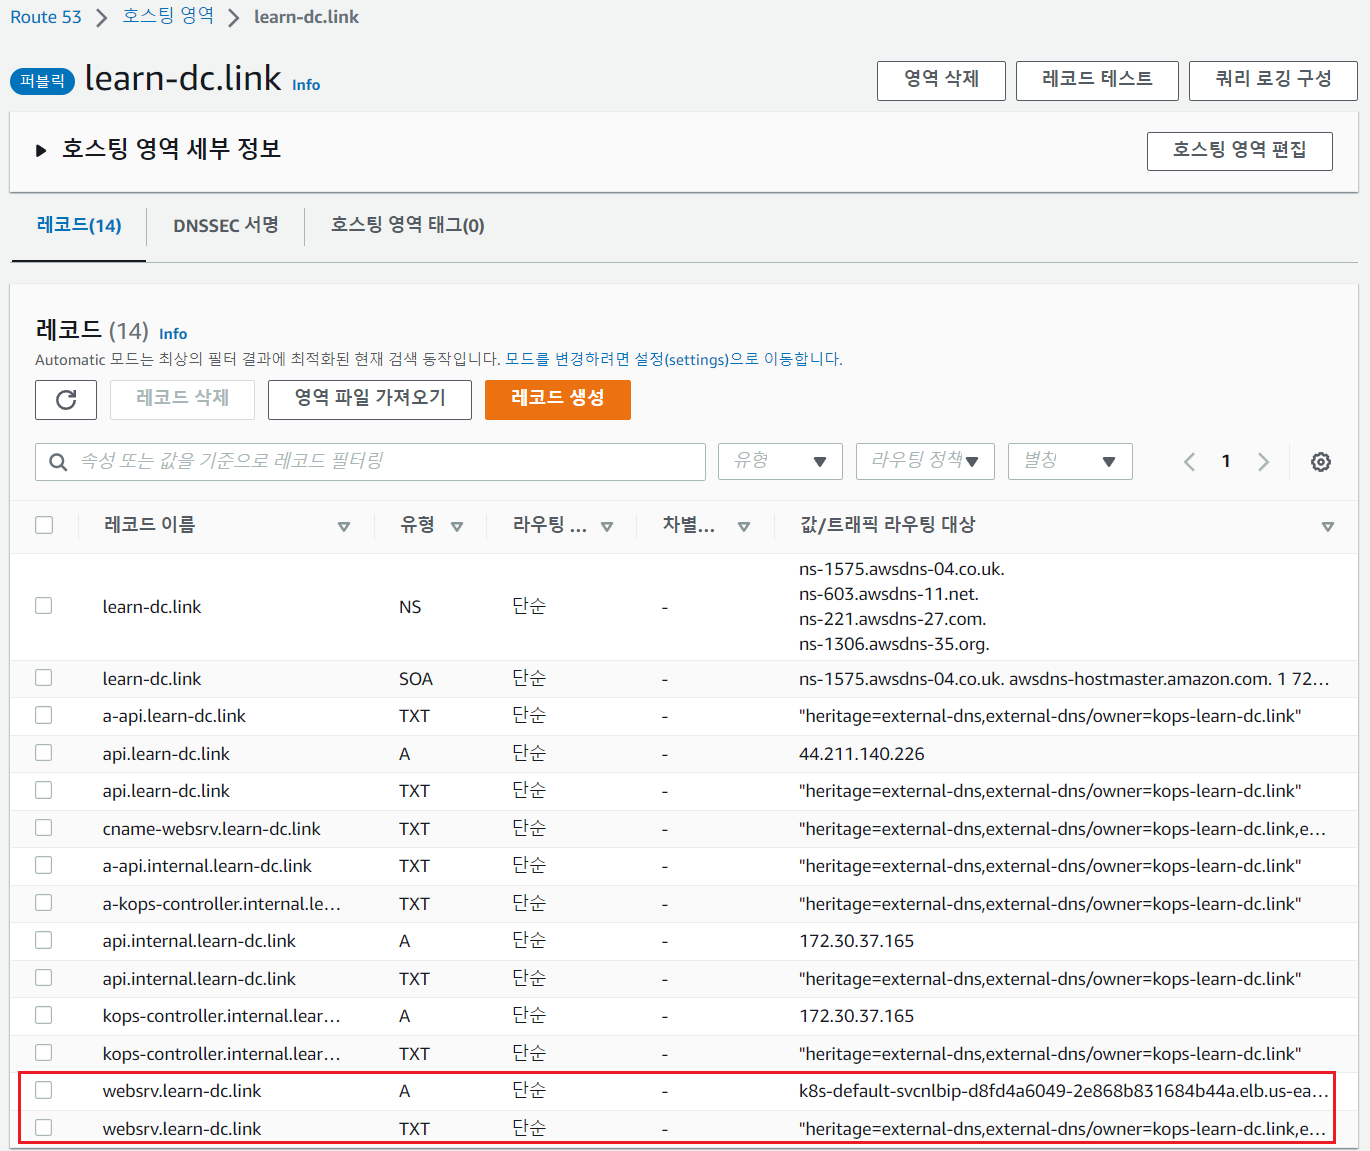 Route 53 > 호스팅 영역 > learn-dc.link
퍼블릭 learn-dc.link Info
영역 삭제 레코드 테스트 쿼리 로깅 구성
▶ 호스팅 영역 세부 정보
호스팅 영역 편집
레코드(14) DNSSEC 서명 호스팅 영역 태그(0)
레코드 (14) Info
Automatic 모드는 최상의 필터 결과에 최적화된 현재 검색 동작입니다. 모드를 변경하려면 설정(settings)으로 이동합니다.
레코드 삭제 영역 파일 가져오기 레코드 생성
속성 또는 값을 기준으로 레코드 필터링 유형 라우팅 정책 별칭 1
레코드 이름 유형 라우팅 ... 차별... 값/트래픽 라우팅 대상
learn-dc.link NS 단순 - ns-1575.awsdns-04.co.uk.
ns-603.awsdns-11.net.
ns-221.awsdns-27.com.
ns-1306.awsdns-35.org.
learn-dc.link SOA 단순 - ns-1575.awsdns-04.co.uk. awsdns-hostmaster.amazon.com. 1 72...
a-api.learn-dc.link TXT 단순 - "heritage=external-dns,external-dns/owner=kops-learn-dc.link"
api.learn-dc.link A 단순 - 44.211.140.226
api.learn-dc.link TXT 단순 - "heritage=external-dns,external-dns/owner=kops-learn-dc.link"
cname-websrv.learn-dc.link TXT 단순 - "heritage=external-dns,external-dns/owner=kops-learn-dc.link,e...
a-api.internal.learn-dc.link TXT 단순 - "heritage=external-dns,external-dns/owner=kops-learn-dc.link"
a-kops-controller.internal.le... TXT 단순 - "heritage=external-dns,external-dns/owner=kops-learn-dc.link"
api.internal.learn-dc.link A 단순 - 172.30.37.165
api.internal.learn-dc.link TXT 단순 - "heritage=external-dns,external-dns/owner=kops-learn-dc.link"
kops-controller.internal.lear... A 단순 - 172.30.37.165
kops-controller.internal.lear... TXT 단순 - "heritage=external-dns,external-dns/owner=kops-learn-dc.link"
websrv.learn-dc.link A 단순 - k8s-default-svcnlbip-d8fd4a6049-2e868b831684b44a.elb.us-ea...
websrv.learn-dc.link TXT 단순 - "heritage=external-dns,external-dns/owner=kops-learn-dc.link,e...